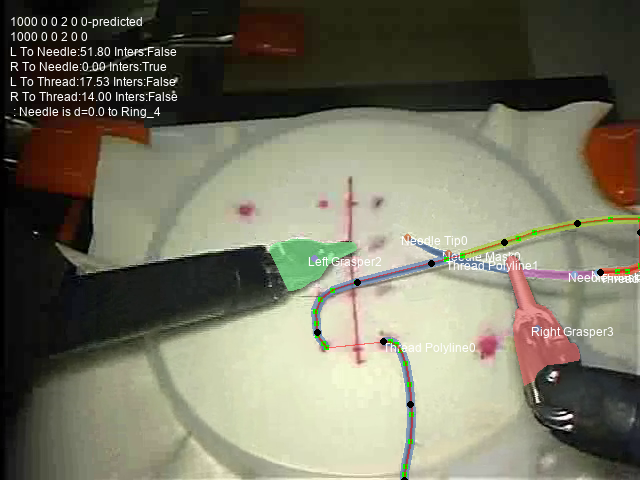 1000 0 0 2 0 0-predicted
1000 0 0 2 0 0
L To Needle:51.80 Inters:False
R To Needle:0.00 Inters:True
L To Thread:17.53 Inters:False
R To Thread:14.00 Inters:False
: Needle is d=0.0 to Ring_4
Needle Tip0
Left Grasper2
Thread Polyline1
Right Grasper3
Thread Polyline0